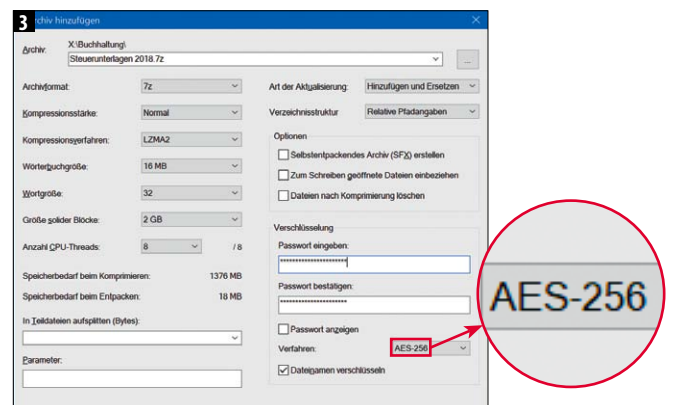 3
Archiv hinzufügen
Archiv: X:\Buchhaltung\
Steuerunterlagen 2018.7z
...
Archivformat: 7z
Kompressionsstärke: Normal
Kompressionsverfahren: LZMA2
Wörterbuchgröße: 16 MB
Wortgröße: 32
Größe solider Blöcke: 2 GB
Anzahl CPU-Threads: 8 / 8
Speicherbedarf beim Komprimieren: 1376 MB
Speicherbedarf beim Entpacken: 18 MB
In Teildateien aufsplitten (Bytes):
Parameter:
Art der Aktualisierung: Hinzufügen und Ersetzen
Verzeichnisstruktur Relative Pfadangaben
Optionen
Selbstentpackendes Archiv (SFX) erstellen
Zum Schreiben geöffnete Dateien einbeziehen
Dateien nach Komprimierung löschen
Verschlüsselung
Passwort eingeben:
Passwort bestätigen:
Passwort anzeigen
Verfahren: AES-256
Dateinamen verschlüsseln
AES-256